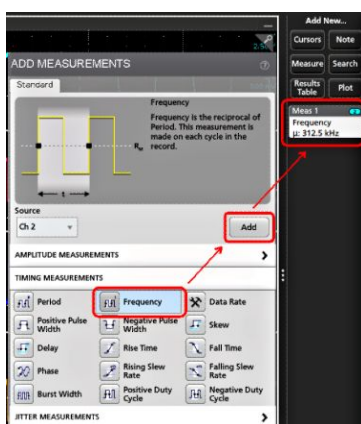 Add New...
Cursors
Note
ADD MEASUREMENTS
Measure
Search
Standard
Results
Table
Plot
Frequency
Frequency is the reciprocal of
Period. This measurement is
made on each cycle in the
record.
Meas 1
Frequency
µ: 312.5 kHz
t
Source
Ch 2
Add
AMPLITUDE MEASUREMENTS
TIMING MEASUREMENTS
Period
Frequency
Data Rate
Positive Pulse
Width
Negative Pulse
Width
Skew
Delay
Rise Time
Fall Time
Phase
Rising Slew
Rate
Falling Slew
Rate
Burst Width
Positive Duty
Cycle
Negative Duty
Cycle
JITTER MEASUREMENTS